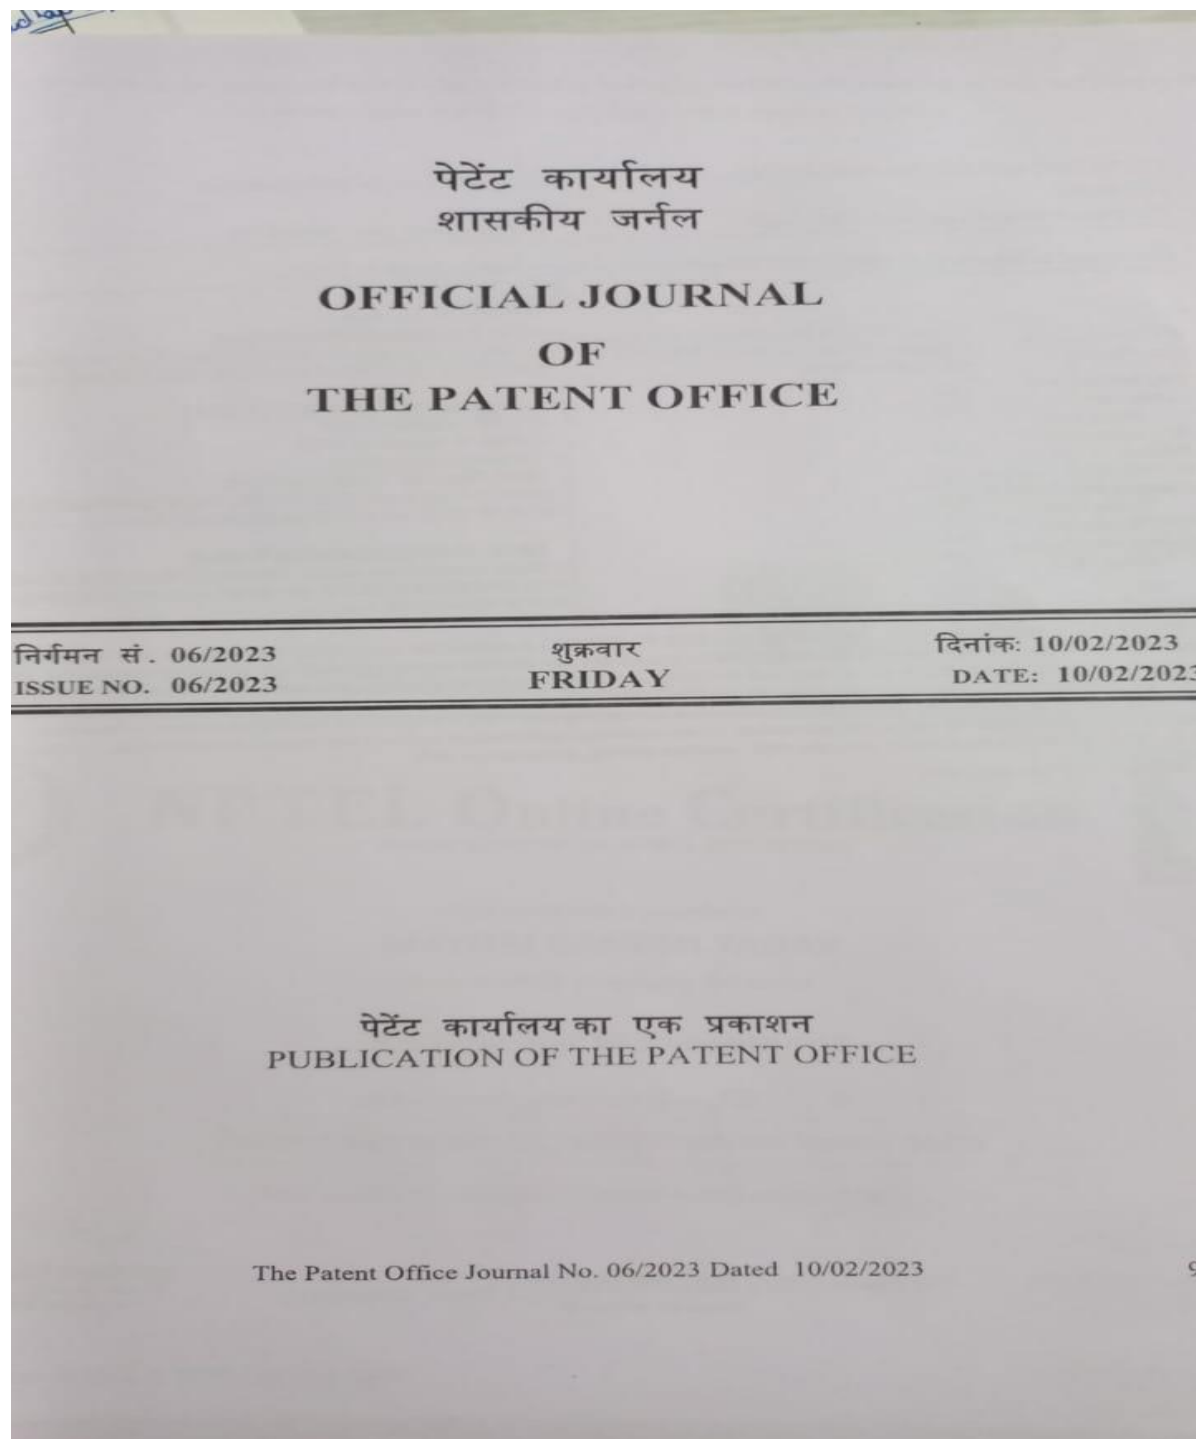 पेटेंट कार्यालय
शासकीय जर्नल
OFFICIAL JOURNAL
OF
THE PATENT OFFICE
निर्गमन सं. 06/2023 शुक्रवार दिनांक: 10/02/2023
ISSUE NO. 06/2023 FRIDAY DATE: 10/02/2023
पेटेंट कार्यालय का एक प्रकाशन
PUBLICATION OF THE PATENT OFFICE
The Patent Office Journal No. 06/2023 Dated 10/02/2023